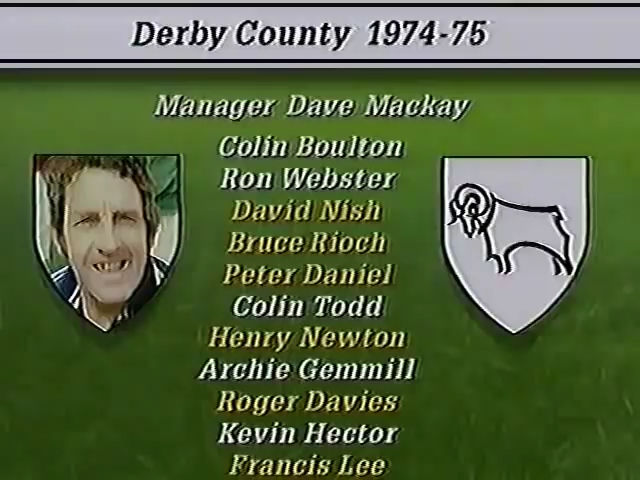 Derby County 1974-75
Manager Dave Mackay
Colin Boulton
Ron Webster
David Nish
Bruce Rioch
Peter Daniel
Colin Todd
Henry Newton
Archie Gemmill
Roger Davies
Kevin Hector
Francis Lee